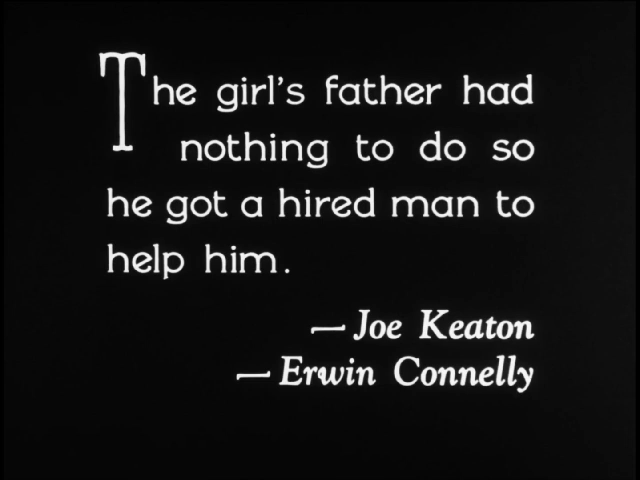 The girl's father had
nothing to do so
he got a hired man to
help him.
— Joe Keaton
— Erwin Connelly